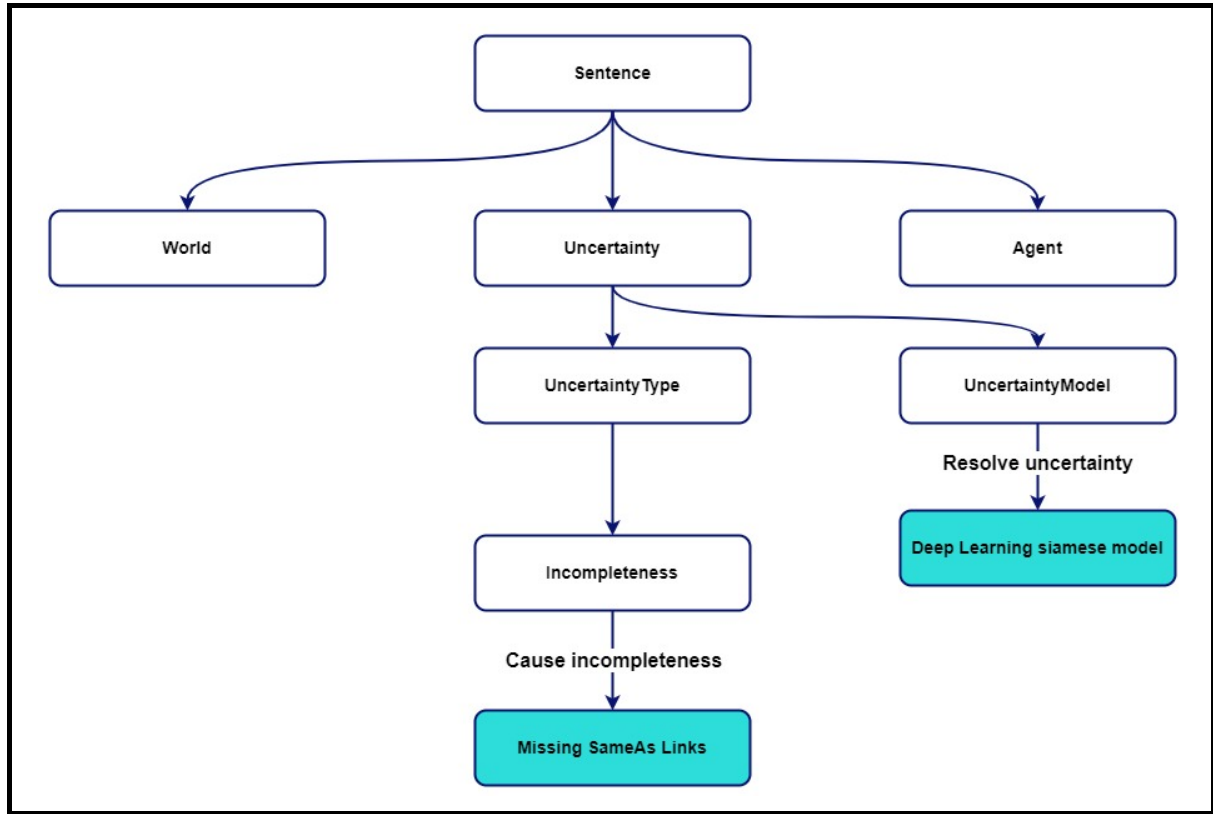 Sentence
World
Uncertainty
Agent
UncertaintyType
UncertaintyModel
Resolve uncertainty
Deep Learning siamese model
Incompleteness
Cause incompleteness
Missing SameAs Links